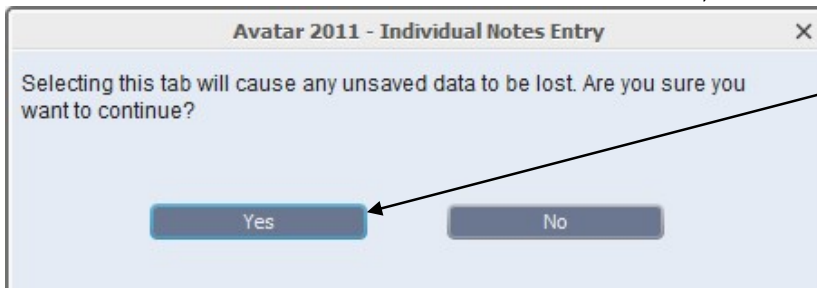 Avatar 2011 - Individual Notes Entry
Selecting this tab will cause any unsaved data to be lost. Are you sure you
want to continue?
Yes No